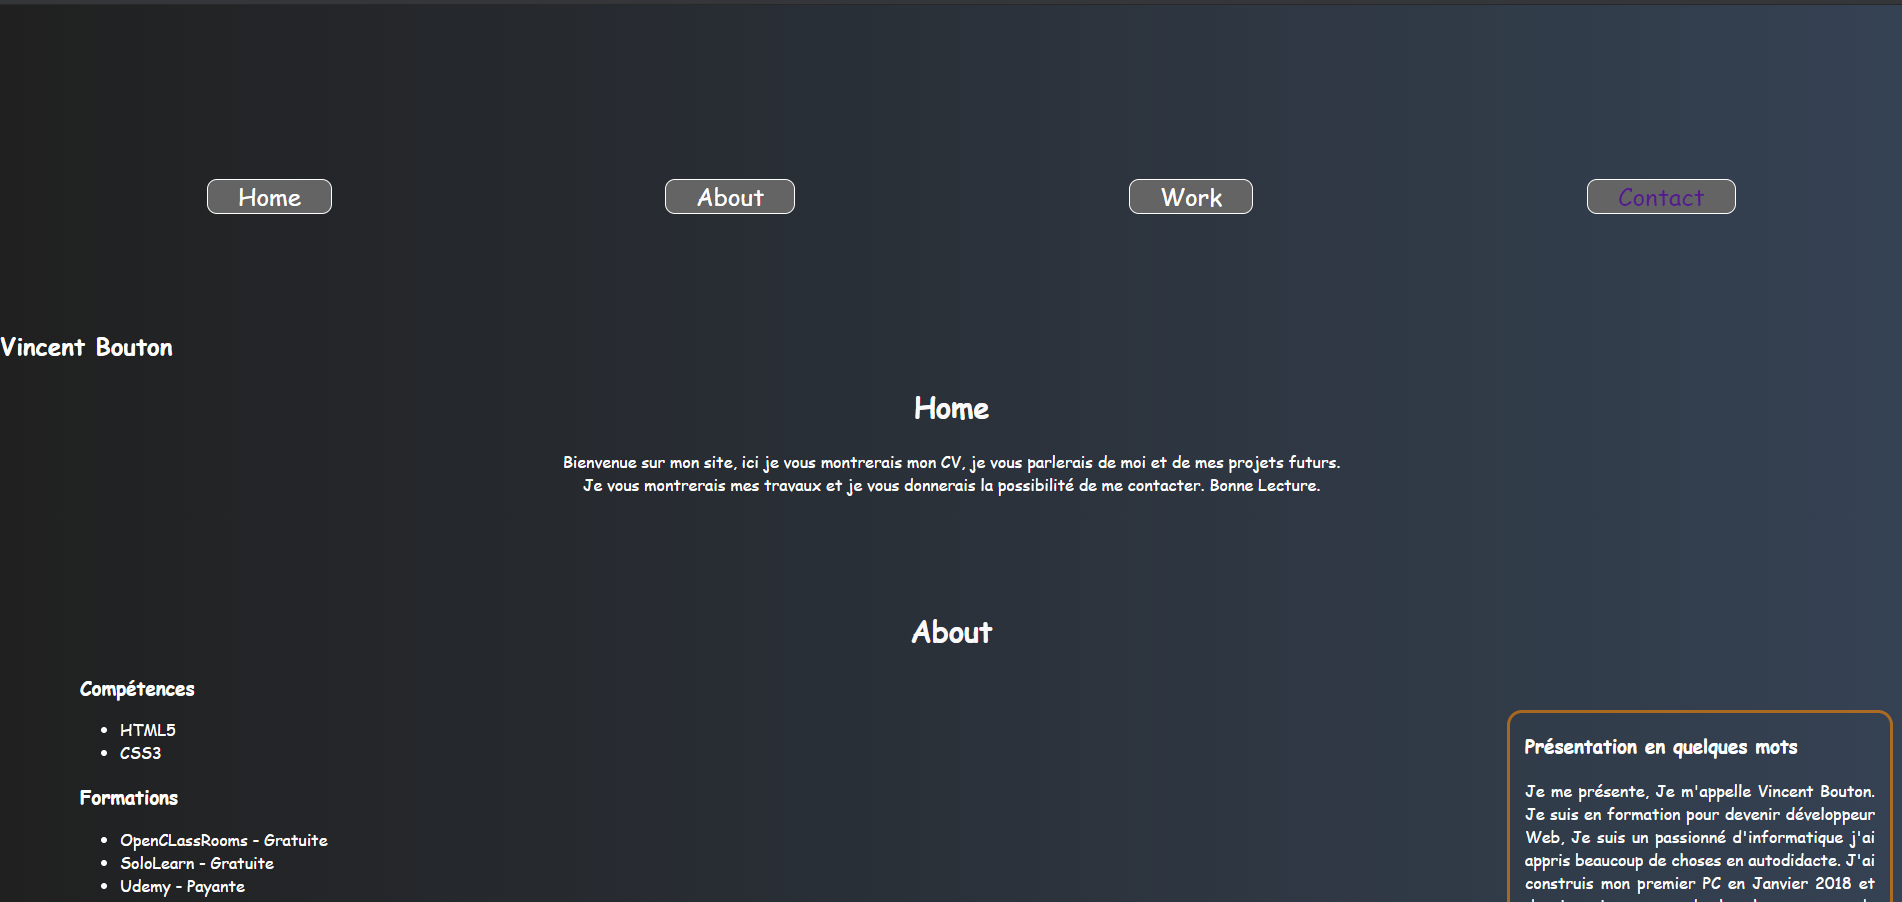 Home
About
Work
Contact
Vincent Bouton
Home
Bienvenue sur mon site, ici je vous montrerais mon CV, je vous parlerais de moi et de mes projets futurs.
Je vous montrerais mes travaux et je vous donnerais la possibilité de me contacter. Bonne Lecture.
About
Compétences
HTML5
CSS3
Formations
OpenCLassRooms - Gratuite
SoloLearn - Gratuite
Udemy - Payante
Présentation en quelques mots
Je me présente, Je m'appelle Vincent Bouton.
Je suis en formation pour devenir développeur
Web, Je suis un passionné d'informatique j'ai
appris beaucoup de choses en autodidacte. J'ai
construis mon premier PC en Janvier 2018 et